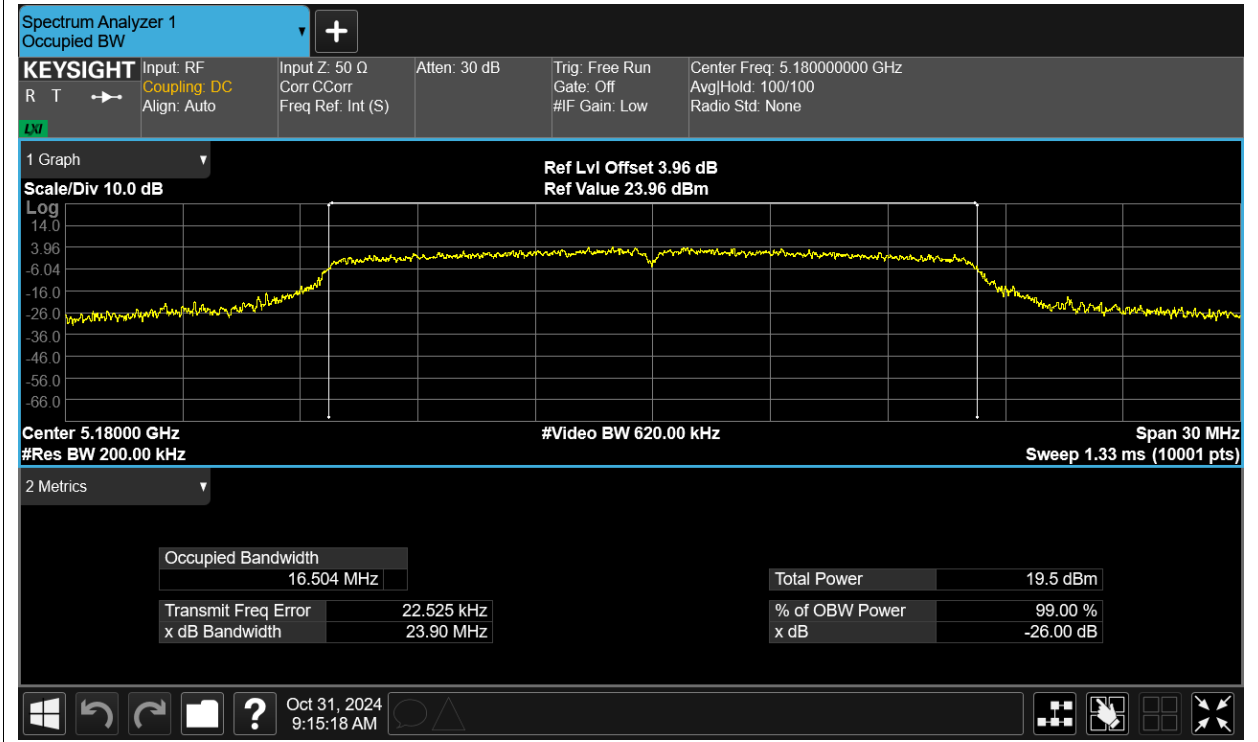 Spectrum Analyzer 1
Occupied BW
KEYSIGHT
R T
LXI
Input: RF
Coupling: DC
Align: Auto
Input Z: 50 Ω
Corr CCorr
Freq Ref: Int (S)
Atten: 30 dB
Trig: Free Run
Gate: Off
#IF Gain: Low
Center Freq: 5.180000000 GHz
Avg|Hold: 100/100
Radio Std: None
1 Graph
Scale/Div 10.0 dB
Ref Lvl Offset 3.96 dB
Ref Value 23.96 dBm
Log
14.0
3.96
-6.04
-16.0
-26.0
-36.0
-46.0
-56.0
-66.0
Center 5.18000 GHz
#Video BW 620.00 kHz
Span 30 MHz
#Res BW 200.00 kHz
Sweep 1.33 ms (10001 pts)
2 Metrics
Occupied Bandwidth
16.504 MHz
Total Power 19.5 dBm
Transmit Freq Error 22.525 kHz
% of OBW Power 99.00 %
x dB Bandwidth 23.90 MHz
x dB -26.00 dB
?
Oct 31, 2024
9:15:18 AM